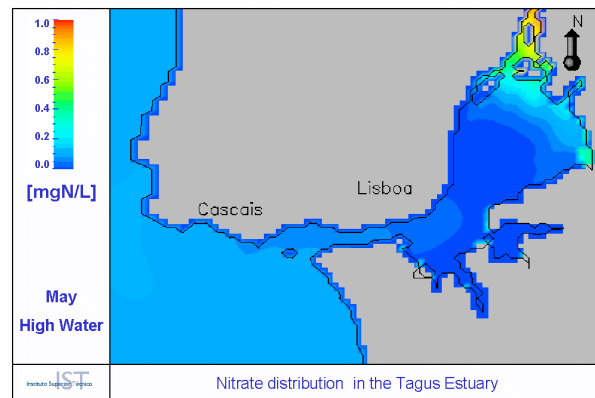 1.0
0.8
0.6
0.4
0.2
0.0
[mgN/L]
May
High Water
N
Lisboa
Cascais
IST
Instituto Superior Técnico
Nitrate distribution in the Tagus Estuary